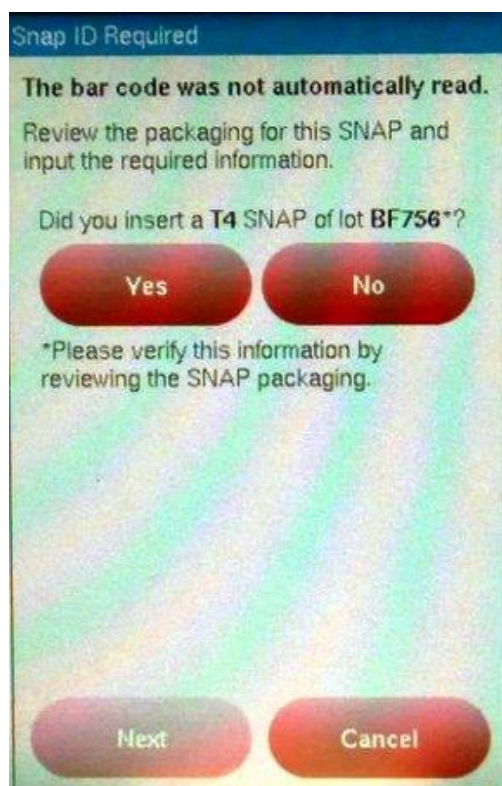 Snap ID Required
The bar code was not automatically read.
Review the packaging for this SNAP and
input the required information.
Did you insert a T4 SNAP of lot BF756*?
Yes No
*Please verify this information by
reviewing the SNAP packaging.
Next Cancel